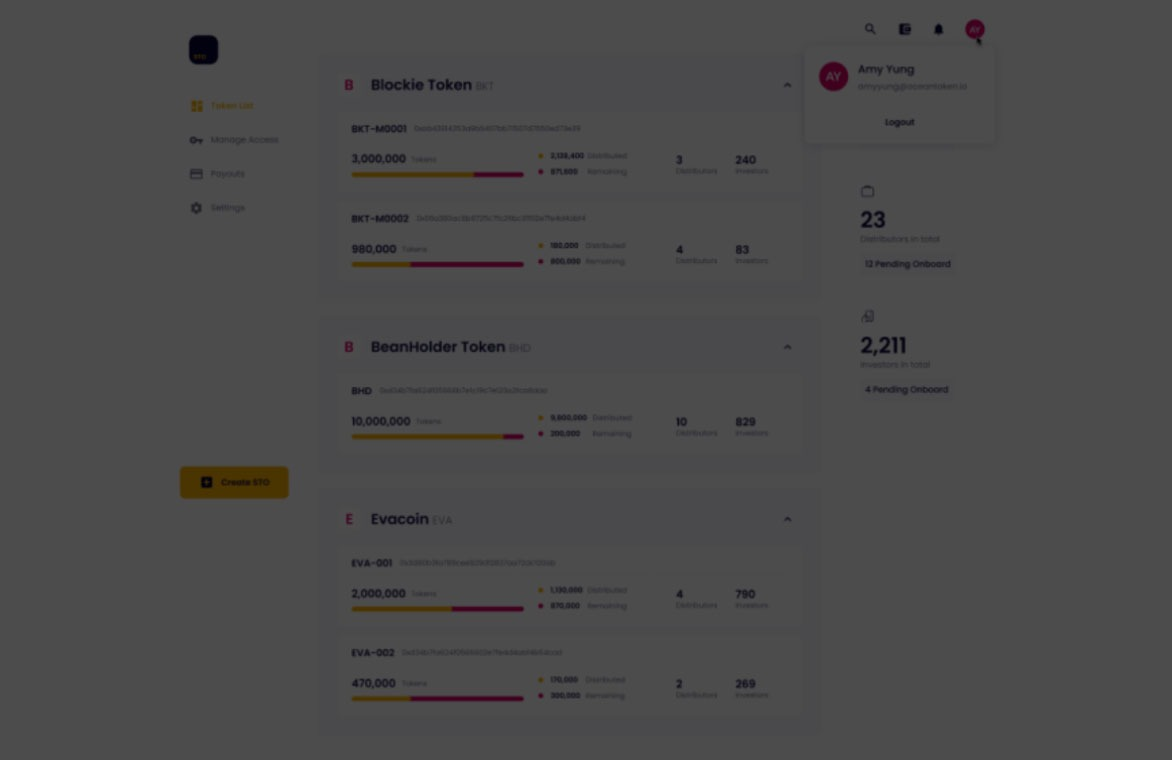 STO
AY
Amy Yung
AY
amyyung@oceantoken.io
Logout
Token List
Manage Access
Payouts
Settings
Create STO
B Blockie Token BKT
BKT-M0001
3,000,000 Tokens
2,128,400 Distributed
871,600 Remaining
3 Distributors
240 Investors
BKT-M0002
980,000 Tokens
180,000 Distributed
800,000 Remaining
4 Distributors
83 Investors
B BeanHolder Token BHD
BHD
10,000,000 Tokens
9,800,000 Distributed
200,000 Remaining
10 Distributors
829 Investors
E Evacoin EVA
EVA-001
2,000,000 Tokens
1,130,000 Distributed
870,000 Remaining
4 Distributors
790 Investors
EVA-002
470,000 Tokens
170,000 Distributed
300,000 Remaining
2 Distributors
269 Investors
23
Distributors in total
12 Pending Onboard
2,211
Investors in total
4 Pending Onboard